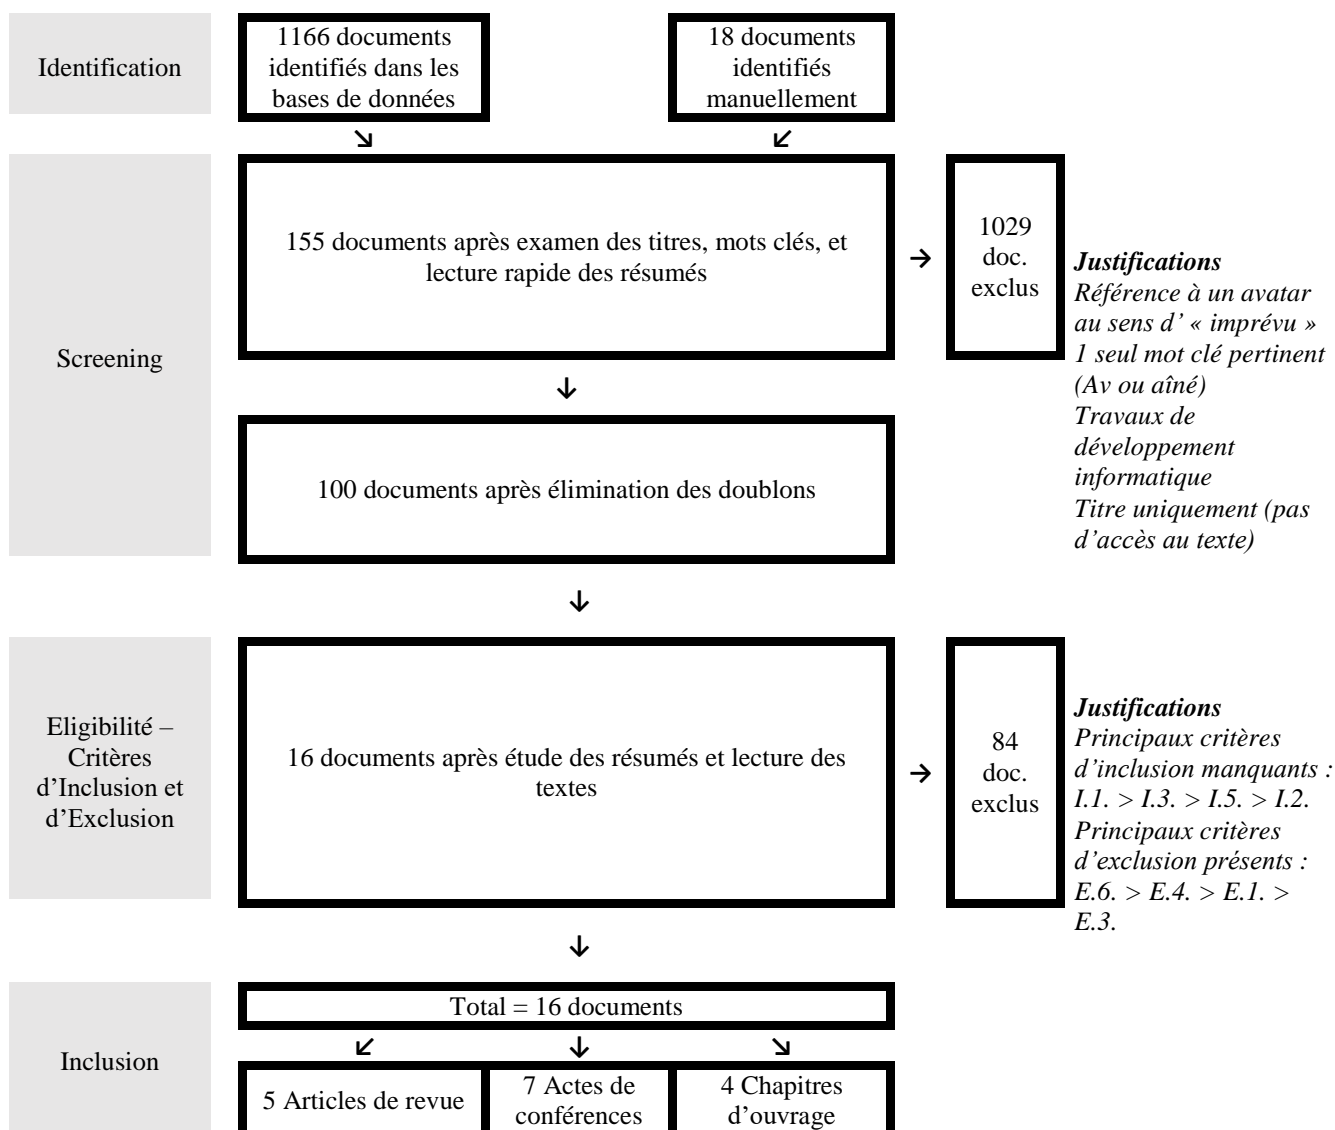 Identification
1166 documents
identifiés dans les
bases de données
18 documents
identifiés
manuellement
↘
↙
Screening
155 documents après examen des titres, mots clés, et
lecture rapide des résumés
→
1029
doc.
exclus
Justifications
Référence à un avatar
au sens d’ « imprévu »
1 seul mot clé pertinent
(Av ou aîné)
Travaux de
développement
informatique
Titre uniquement (pas
d’accès au texte)
↓
100 documents après élimination des doublons
↓
Eligibilité –
Critères
d’Inclusion et
d’Exclusion
16 documents après étude des résumés et lecture des
textes
→
84
doc.
exclus
Justifications
Principaux critères
d’inclusion manquants :
I.1. > I.3. > I.5. > I.2.
Principaux critères
d’exclusion présents :
E.6. > E.4. > E.1. >
E.3.
↓
Inclusion
Total = 16 documents
↙
↓
↘
5 Articles de revue
7 Actes de
conférences
4 Chapitres
d’ouvrage